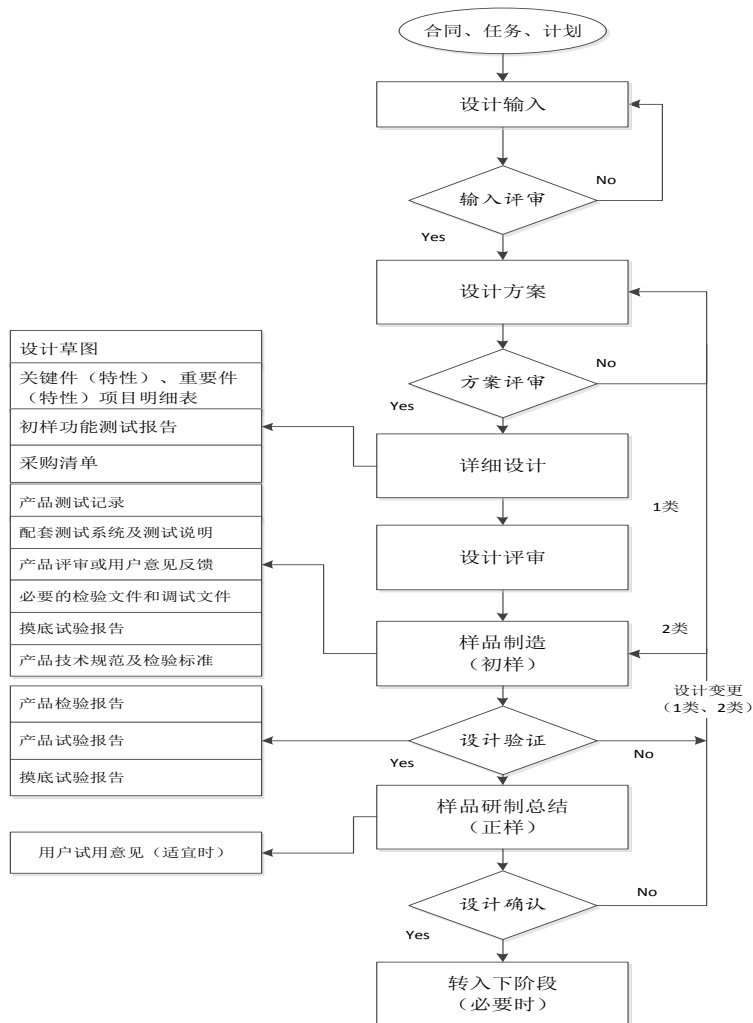 合同、任务、计划
设计输入
No
输入评审
Yes
设计方案
设计草图
No
关键件（特性）、重要件
（特性）项目明细表
方案评审
Yes
初样功能测试报告
采购清单
详细设计
产品测试记录
1类
配套测试系统及测试说明
设计评审
产品评审或用户意见反馈
必要的检验文件和调试文件
摸底试验报告
2类
样品制造
（初样）
产品技术规范及检验标准
设计变更
（1类、2类）
产品检验报告
产品试验报告
设计验证
Yes
No
摸底试验报告
样品研制总结
（正样）
用户试用意见（适宜时）
No
设计确认
Yes
转入下阶段
（必要时）